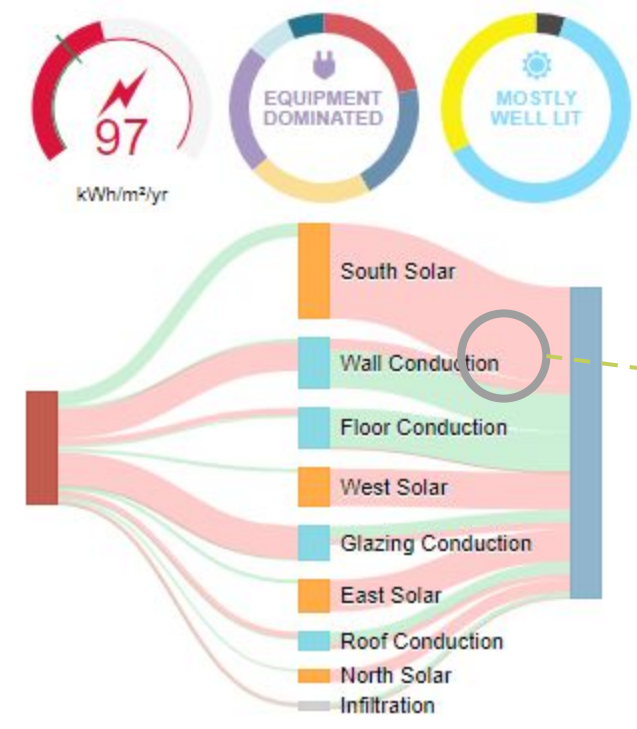 97
kWh/m²/yr
EQUIPMENT
DOMINATED
MOSTLY
WELL LIT
South Solar
Wall Conduction
Floor Conduction
West Solar
Glazing Conduction
East Solar
Roof Conduction
North Solar
Infiltration